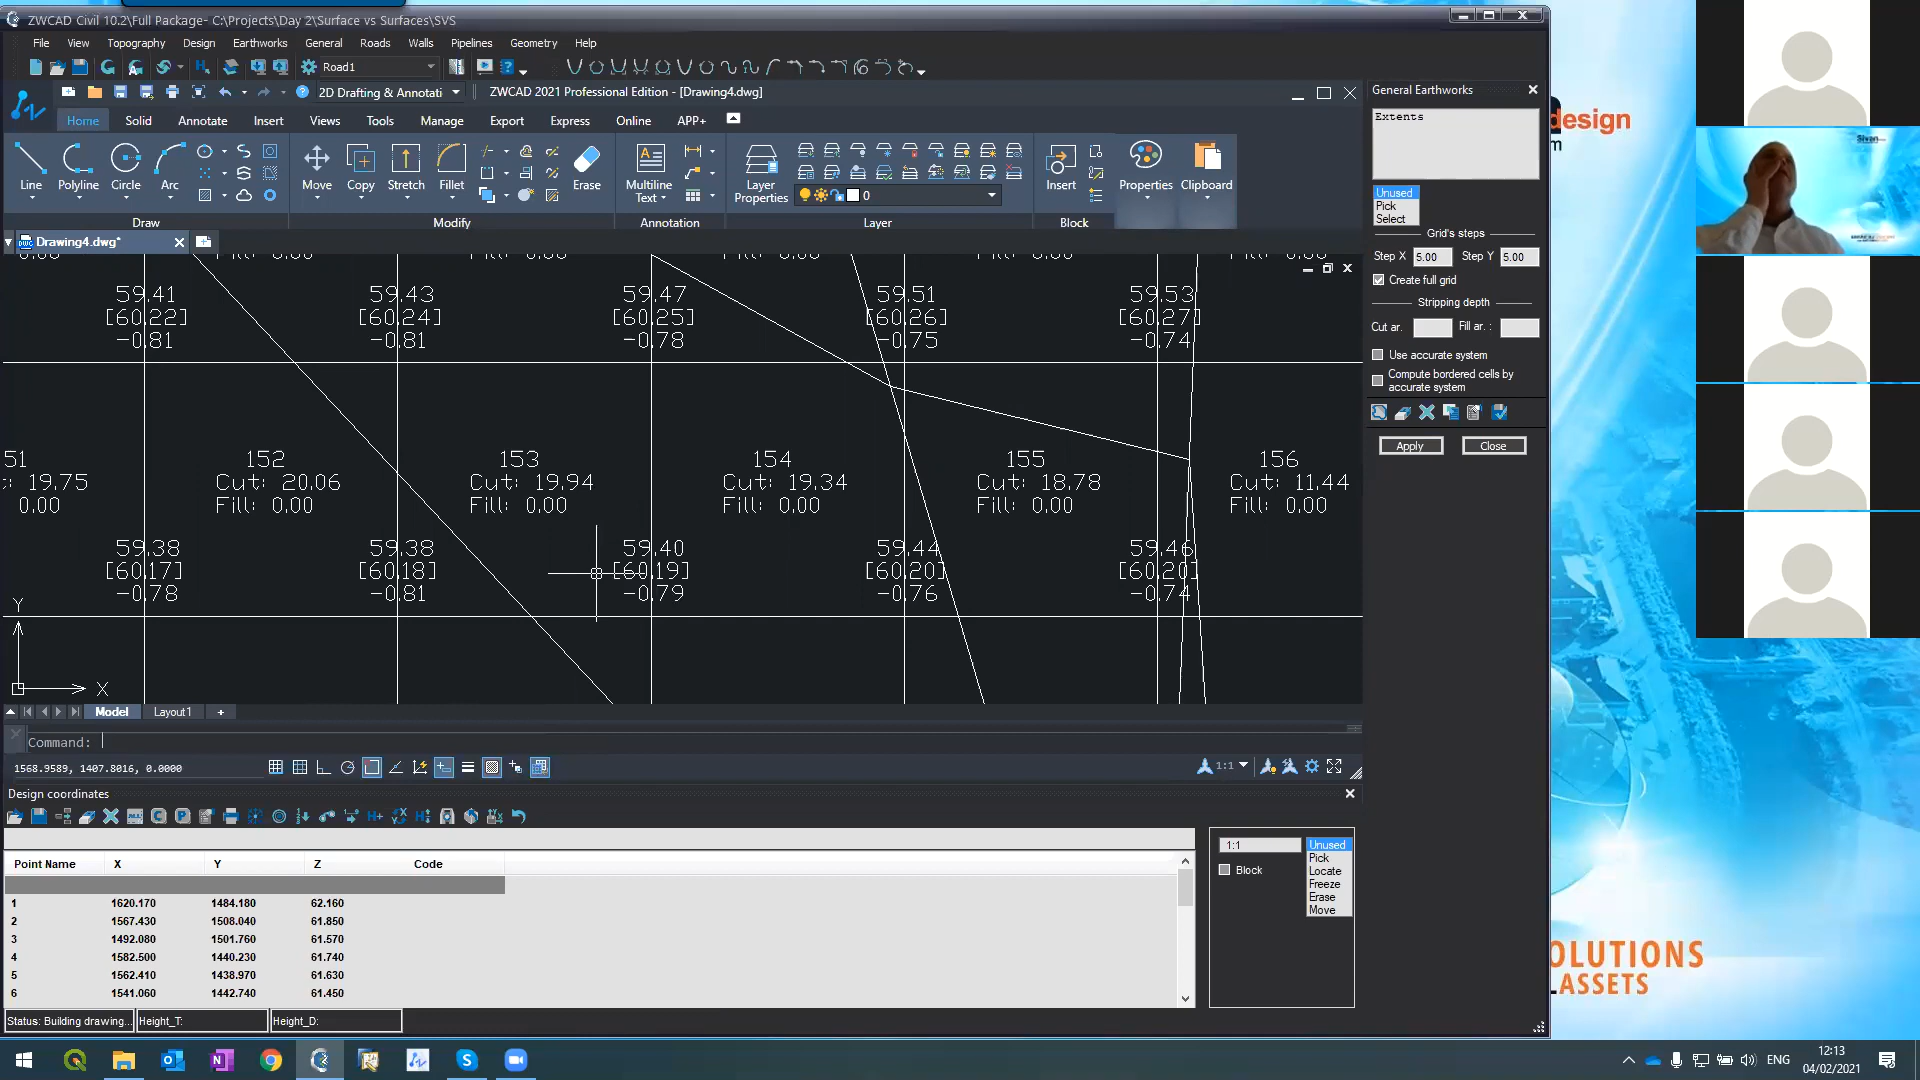 ZWCAD Civil 10.2\Full Package- C:\Projects\Day 2\Surface vs Surfaces\SVS
File View Topography Design Earthworks General Roads Walls Pipelines Geometry Help
Road1
2D Drafting & Annotati
ZWCAD 2021 Professional Edition - [Drawing4.dwg]
Home Solid Annotate Insert Views Tools Manage Export Express Online APP+
Line Polyline Circle Arc
Move Copy Stretch Fillet Erase
Multiline Text
Layer Properties
0
Insert Properties Clipboard
Draw Modify Annotation Layer Block
Drawing4.dwg*
59.41 59.43 59.47 59.51 59.53
[60.22] [60.24] [60.25] [60.26] [60.27]
-0.81 -0.81 -0.78 -0.75 -0.74
51 152 153 154 155 156
: 19.75 Cut: 20.06 Cut: 19.94 Cut: 19.34 Cut: 18.78 Cut: 11.44
0.00 Fill: 0.00 Fill: 0.00 Fill: 0.00 Fill: 0.00 Fill: 0.00
59.38 59.38 59.40 59.44 59.46
[60.17] [60.18] [60.19] [60.20] [60.20]
-0.78 -0.81 -0.79 -0.76 -0.74
Y
X
Model Layout1 +
Command:
1568.9589, 1407.8016, 0.0000
1:1
General Earthworks
Extents
Unused
Pick
Select
Grid's steps
Step X 5.00 Step Y 5.00
Create full grid
Stripping depth
Cut ar. Fill ar. :
Use accurate system
Compute bordered cells by
accurate system
Apply Close
Design coordinates
Point Name X Y Z Code
1 1620.170 1484.180 62.160
2 1567.430 1508.040 61.850
3 1492.080 1501.760 61.570
4 1582.500 1440.230 61.740
5 1562.410 1438.970 61.630
6 1541.060 1442.740 61.450
1:1
Block
Unused
Pick
Locate
Freeze
Erase
Move
Status: Building drawing... Height_T: Height_D:
design
m
OLUTIONS
LASSETS
ENG
12:13
04/02/2021